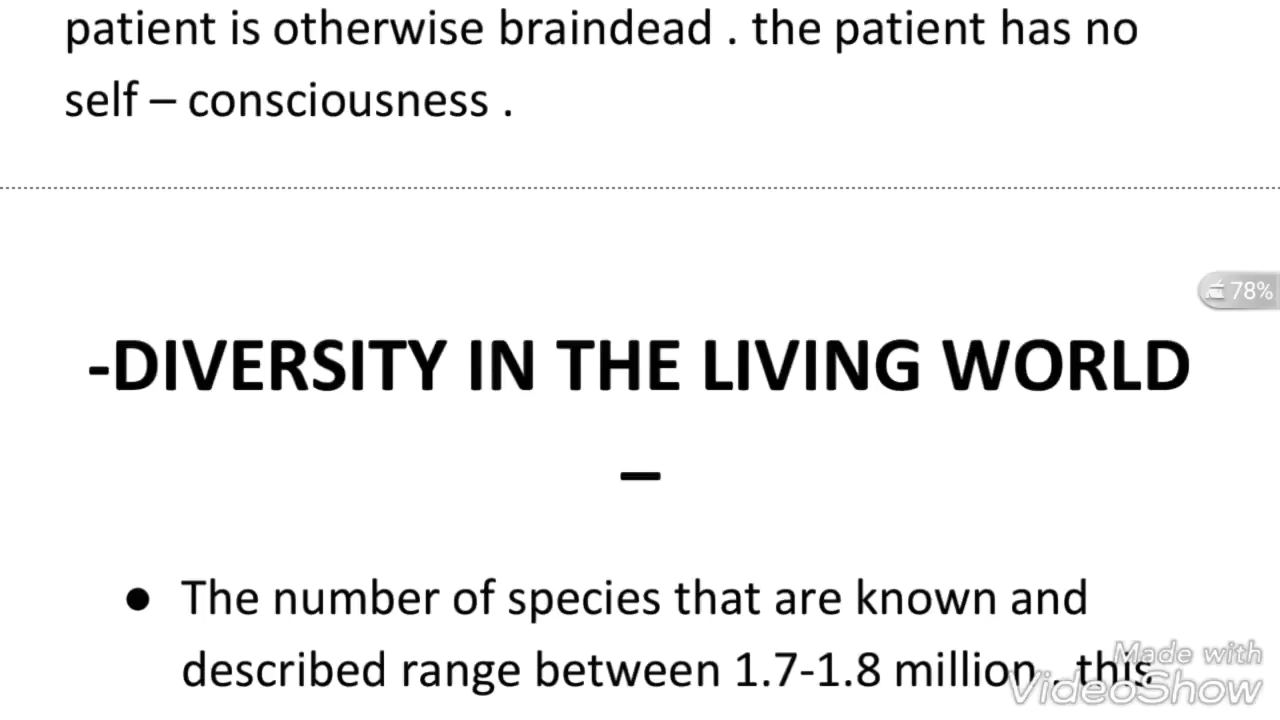 patient is otherwise braindead . the patient has no
self – consciousness .
78%
-DIVERSITY IN THE LIVING WORLD
–
● The number of species that are known and
described range between 1.7-1.8 million . this
Made with
VideoShow